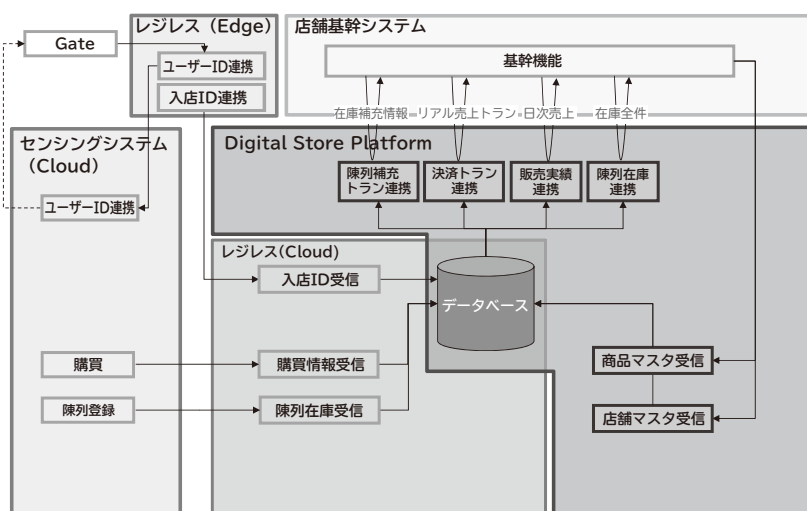 Gate
レジレス（Edge）
ユーザーID連携
入店ID連携
店舗基幹システム
基幹機能
在庫補充情報
リアル売上トラン
日次売上
在庫全件
センシングシステム
（Cloud）
ユーザーID連携
購買
陳列登録
Digital Store Platform
陳列補充
トラン連携
決済トラン
連携
販売実績
連携
陳列在庫
連携
レジレス(Cloud)
入店ID受信
データベース
購買情報受信
陳列在庫受信
商品マスタ受信
店舗マスタ受信